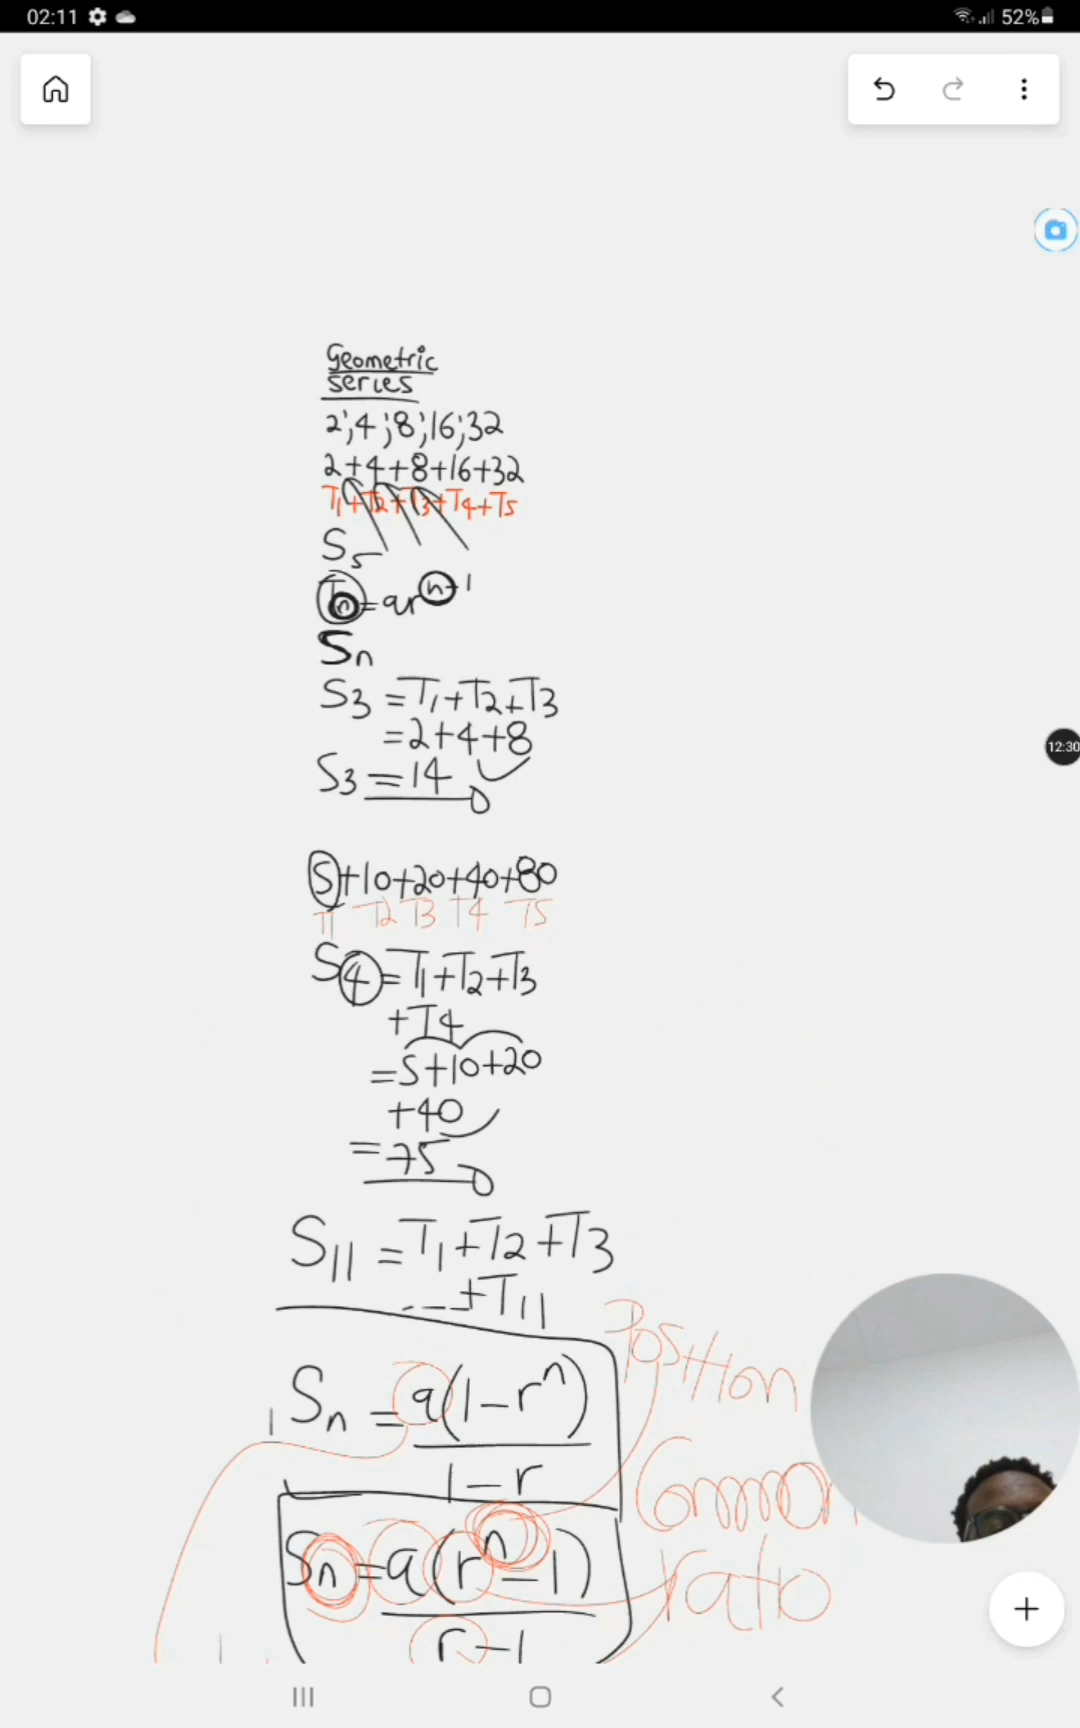 02:11 52%
Geometric
series
2;4;8;16;32
2+4+8+16+32
T1+T2+T3+T4+T5
S5
Tn=ar^n-1
Sn
S3=T1+T2+T3
=2+4+8
S3=14
12:30
5+10+20+40+80
T1 T2 T3 T4 T5
S4=T1+T2+T3
+T4
=5+10+20
+40
=75
S11=T1+T2+T3
---+T11
Position
Sn=a(1-r^n)
1-r
Common
Sn=a(r^n-1)
ratio
r-1